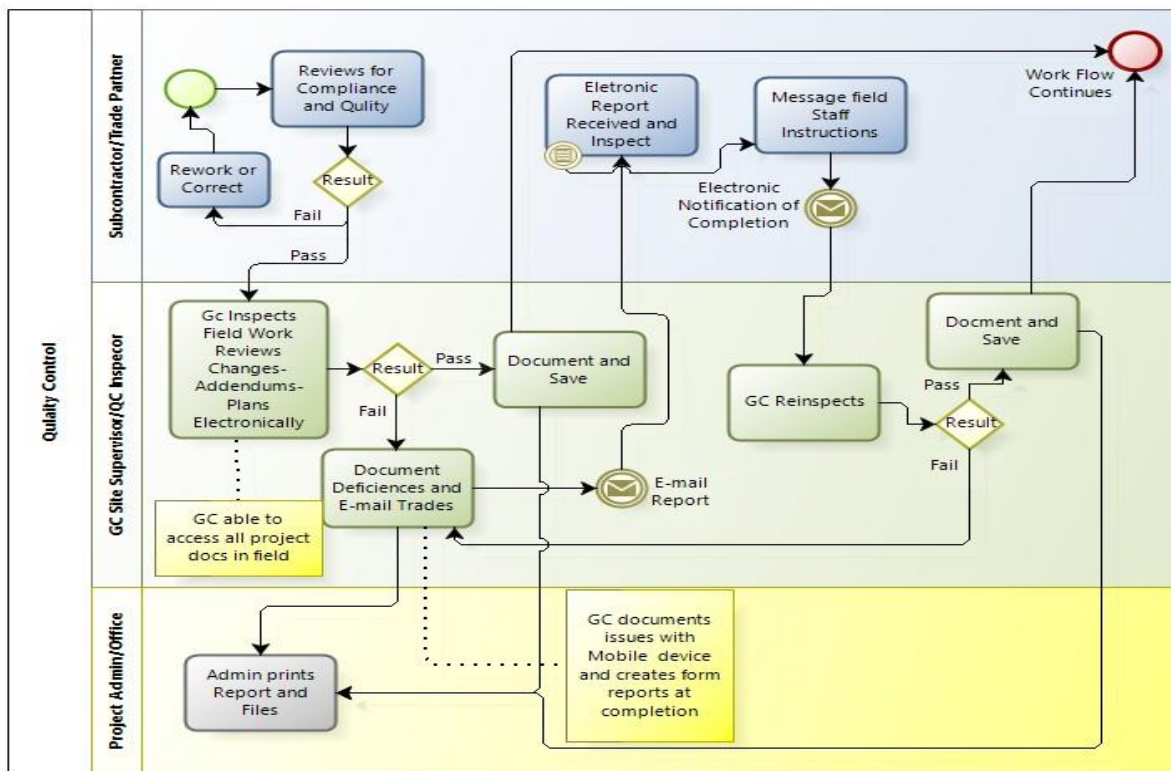 Qulaity Control
Subcontractor/Trade Partner
Reviews for
Compliance
and Qulity
Rework or
Correct
Result
Fail
Pass
Eletronic
Report
Received and
Inspect
Message field
Staff
Instructions
Electronic
Notification of
Completion
Work Flow
Continues
GC Site Supervisor/QC Inspecor
Gc Inspects
Field Work
Reviews
Changes-
Addendums-
Plans
Electronically
Result
Pass
Fail
Document and
Save
Document
Deficiences and
E-mail Trades
E-mail
Report
GC able to
access all project
docs in field
GC Reinspects
Result
Pass
Fail
Docment and
Save
Project Admin/Office
Admin prints
Report and
Files
GC documents
issues with
Mobile device
and creates form
reports at
completion